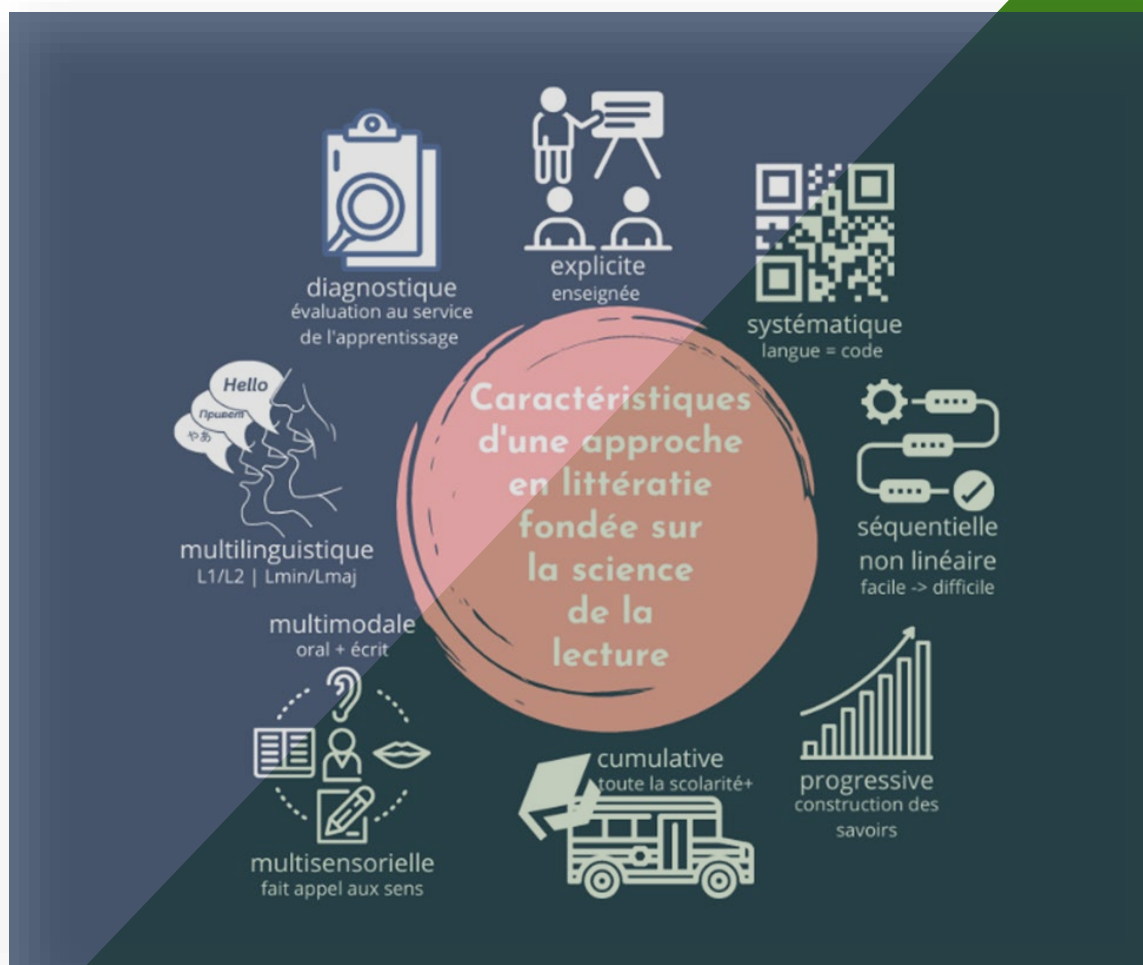 Caractéristiques
d'une approche
en littératie
fondée sur
la science
de la
lecture
explicite
enseignée
systématique
langue = code
séquentielle
non linéaire
facile -> difficile
progressive
construction des
savoirs
cumulative
toute la scolarité+
multimodale
oral + écrit
multisensorielle
fait appel aux sens
multilinguistique
L1/L2 | Lmin/Lmaj
Hello
Привет
やあ
diagnostique
évaluation au service
de l'apprentissage